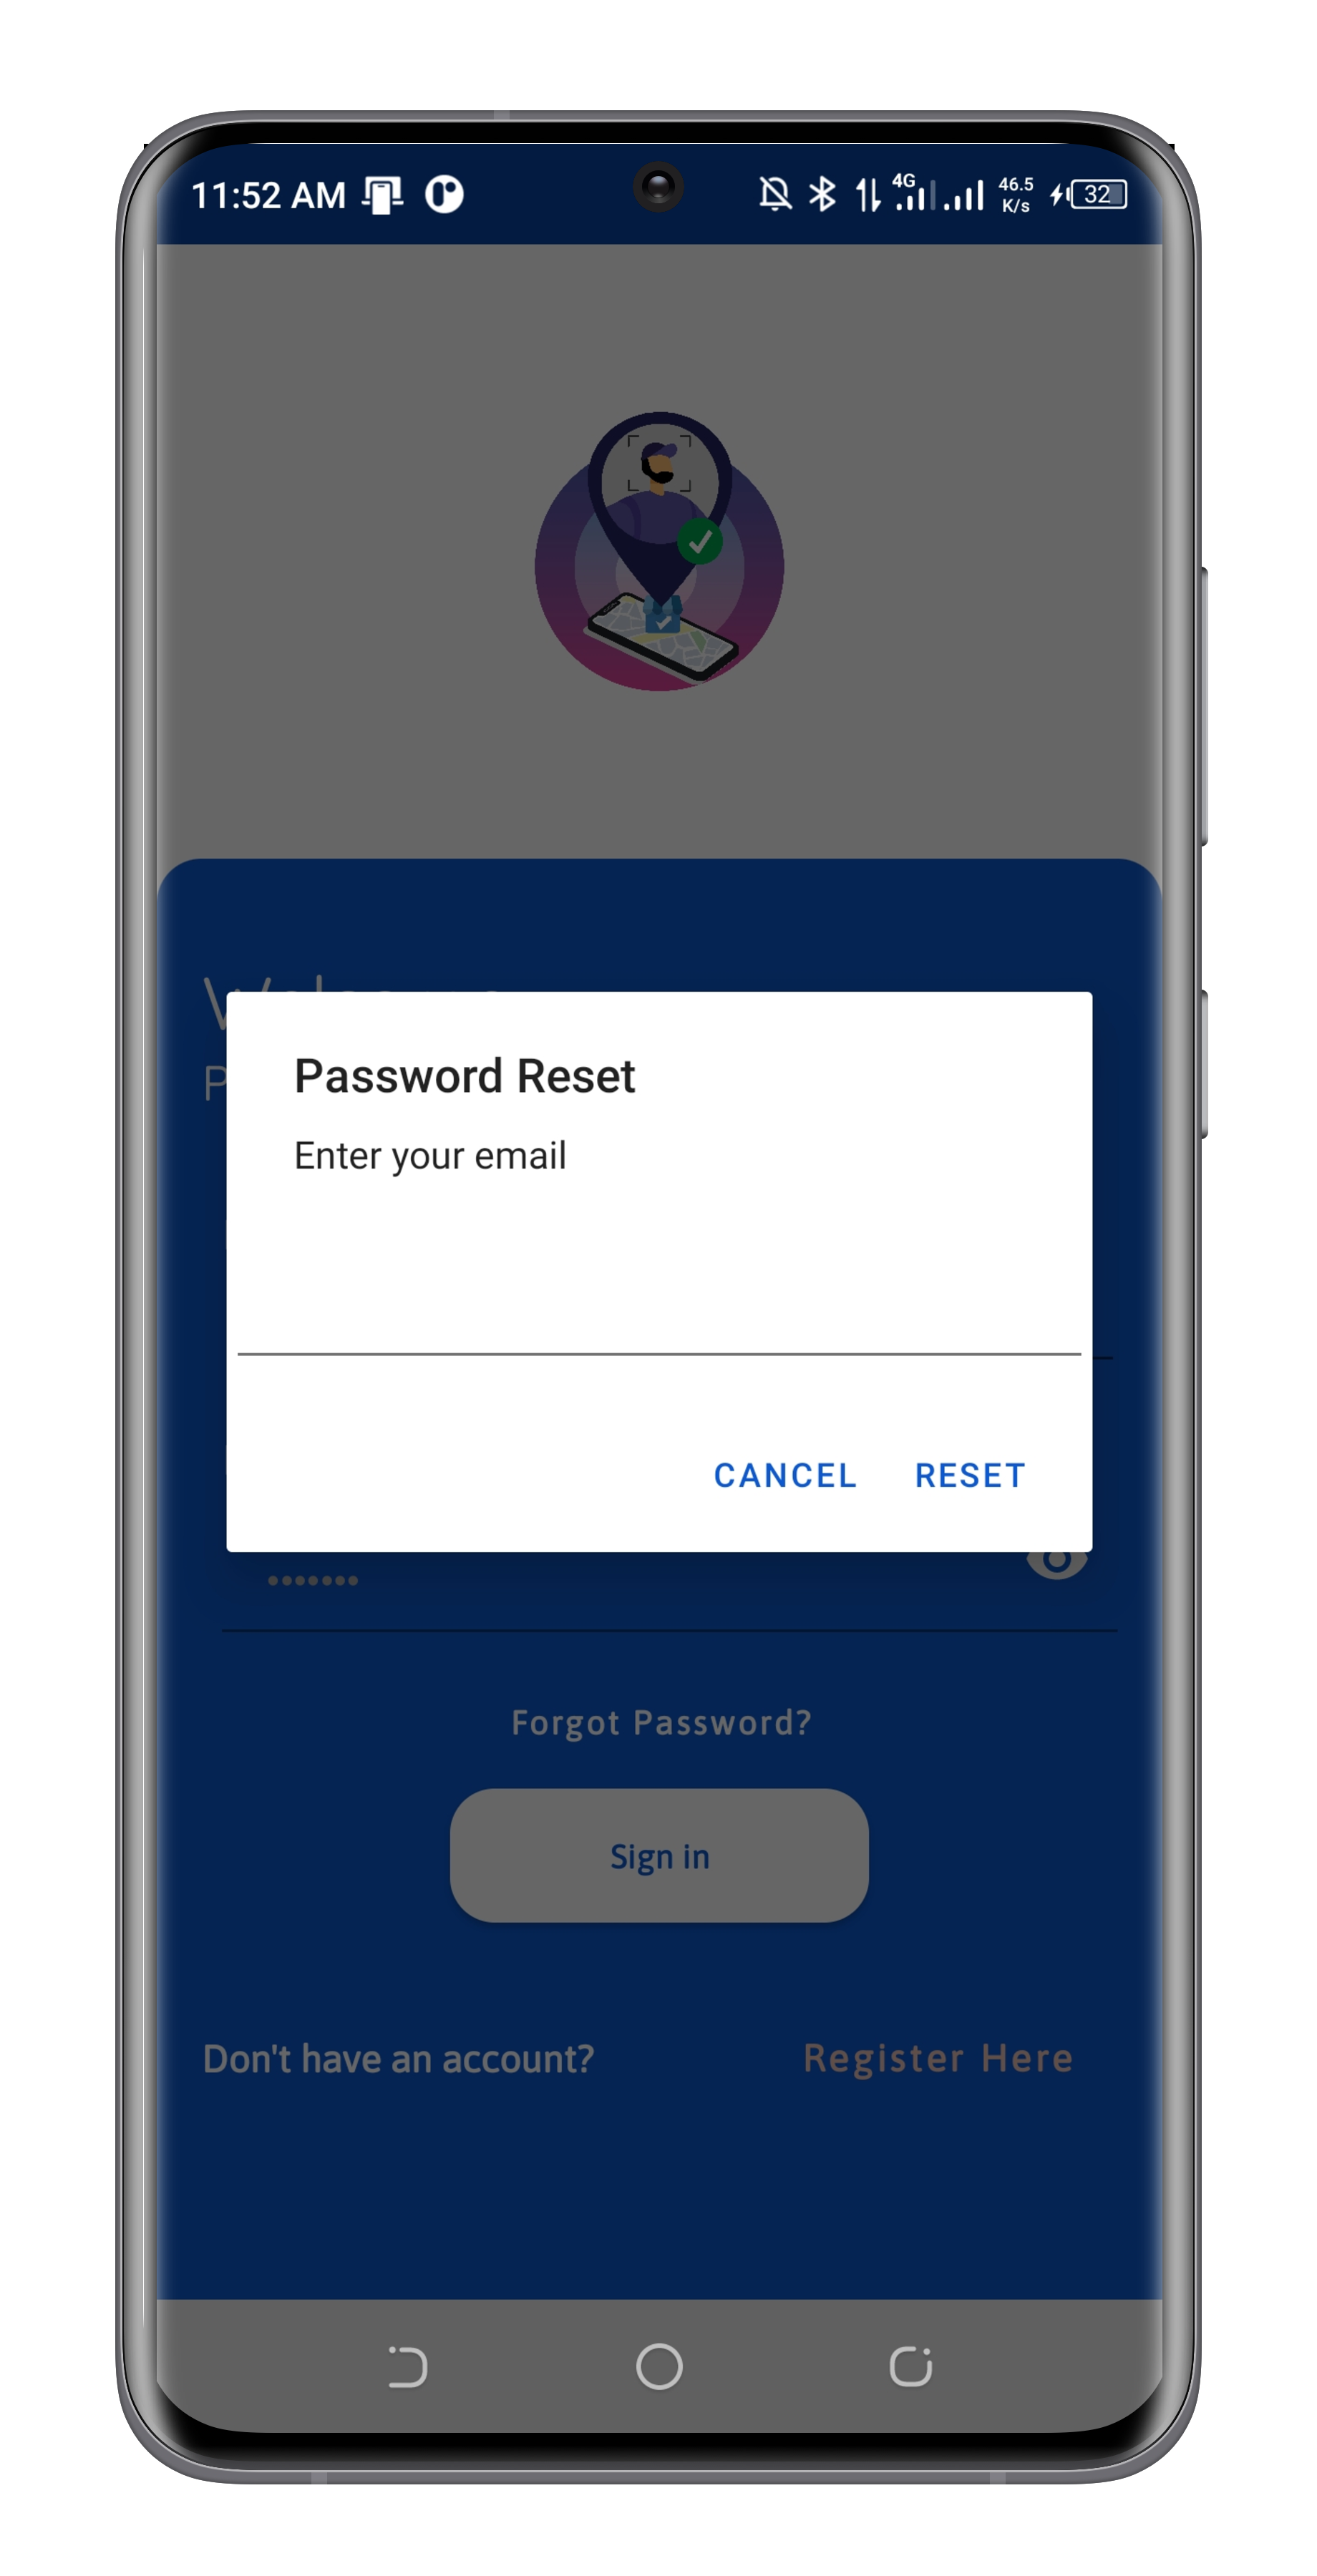 11:52 AM 4G 46.5 K/s 32
Password Reset
Enter your email
CANCEL RESET
Forgot Password?
Sign in
Don't have an account? Register Here